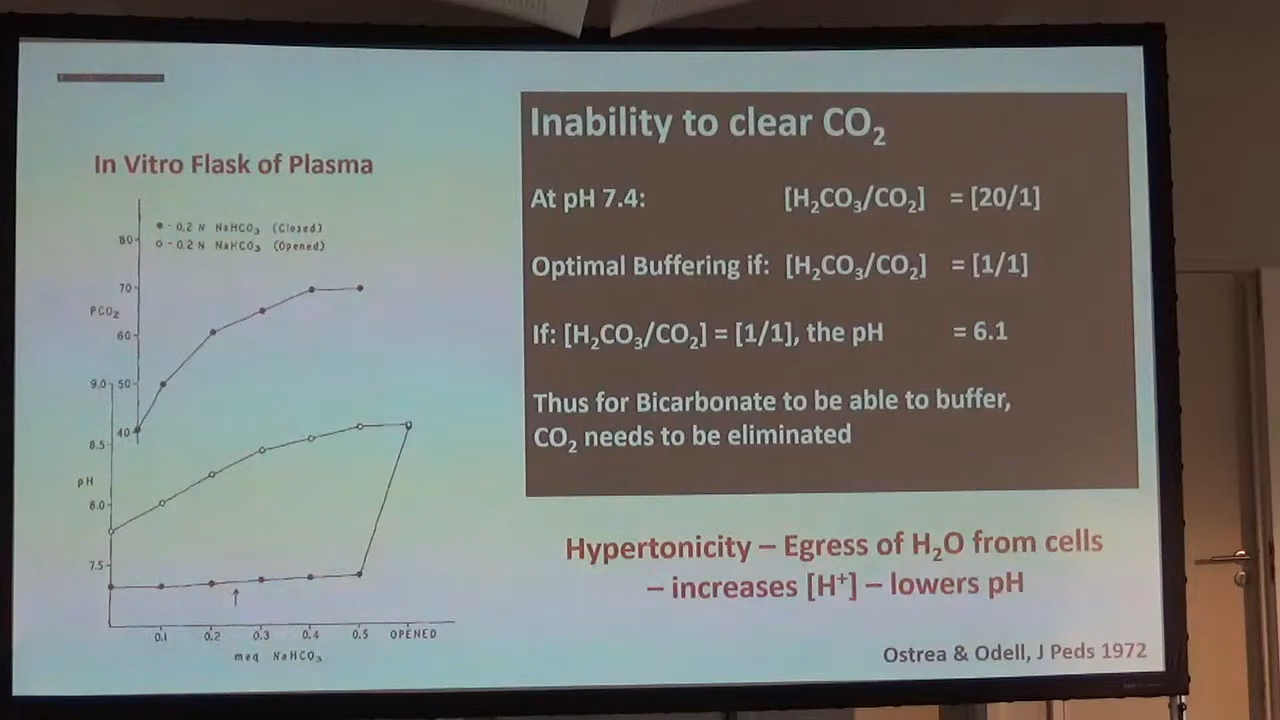 In Vitro Flask of Plasma
● - 0.2 N NaHCO₃ (Closed)
○ - 0.2 N NaHCO₃ (Opened)
80
70
PCO₂
60
9.0 50
40
8.5
pH
8.0
7.5
0.1 0.2 0.3 0.4 0.5 OPENED
meq NaHCO₃
Inability to clear CO₂
At pH 7.4: [H₂CO₃/CO₂] = [20/1]
Optimal Buffering if: [H₂CO₃/CO₂] = [1/1]
If: [H₂CO₃/CO₂] = [1/1], the pH = 6.1
Thus for Bicarbonate to be able to buffer,
CO₂ needs to be eliminated
Hypertonicity – Egress of H₂O from cells
– increases [H⁺] – lowers pH
Ostrea & Odell, J Peds 1972